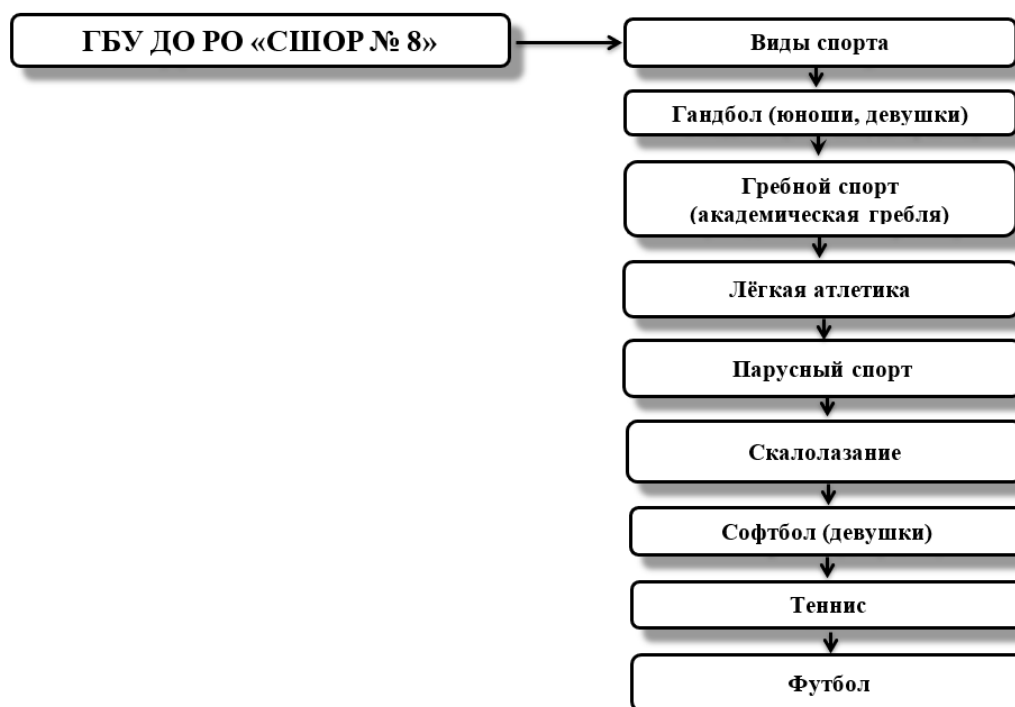 ГБУ ДО РО «СШОР № 8»
Виды спорта
Гандбол (юноши, девушки)
Гребной спорт
(академическая гребля)
Лёгкая атлетика
Парусный спорт
Скалолазание
Софтбол (девушки)
Теннис
Футбол